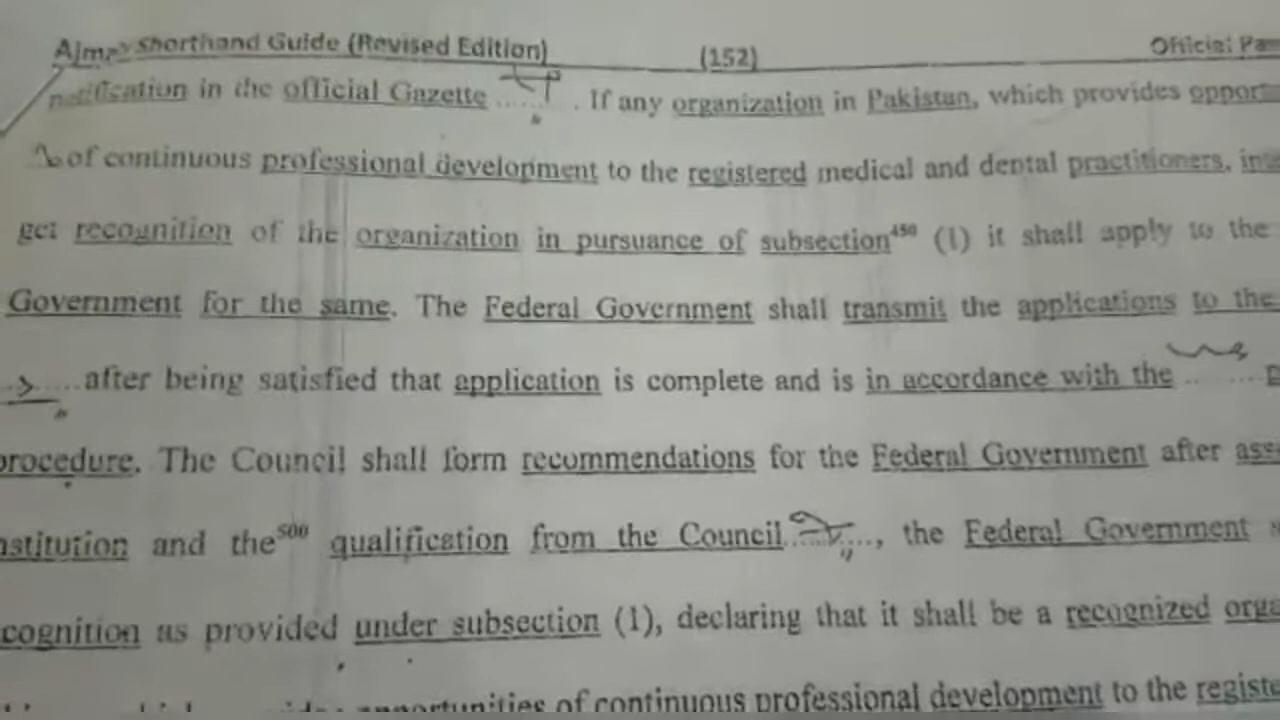 Shorthand Guide (Revised Edition) (152)
notification in the official Gazette ...... . If any organization in Pakistan, which provides
of continuous professional development to the registered medical and dental practitioners,
get recognition of the organization in pursuance of subsection⁴⁵⁰ (1) it shall apply to the
Government for the same. The Federal Government shall transmit the applications to the
after being satisfied that application is complete and is in accordance with the
procedure. The Council shall form recommendations for the Federal Government after
and the⁵⁰⁰ qualification from the Council ......, the Federal Government
as provided under subsection (1), declaring that it shall be a recognized
opportunities of continuous professional development to the